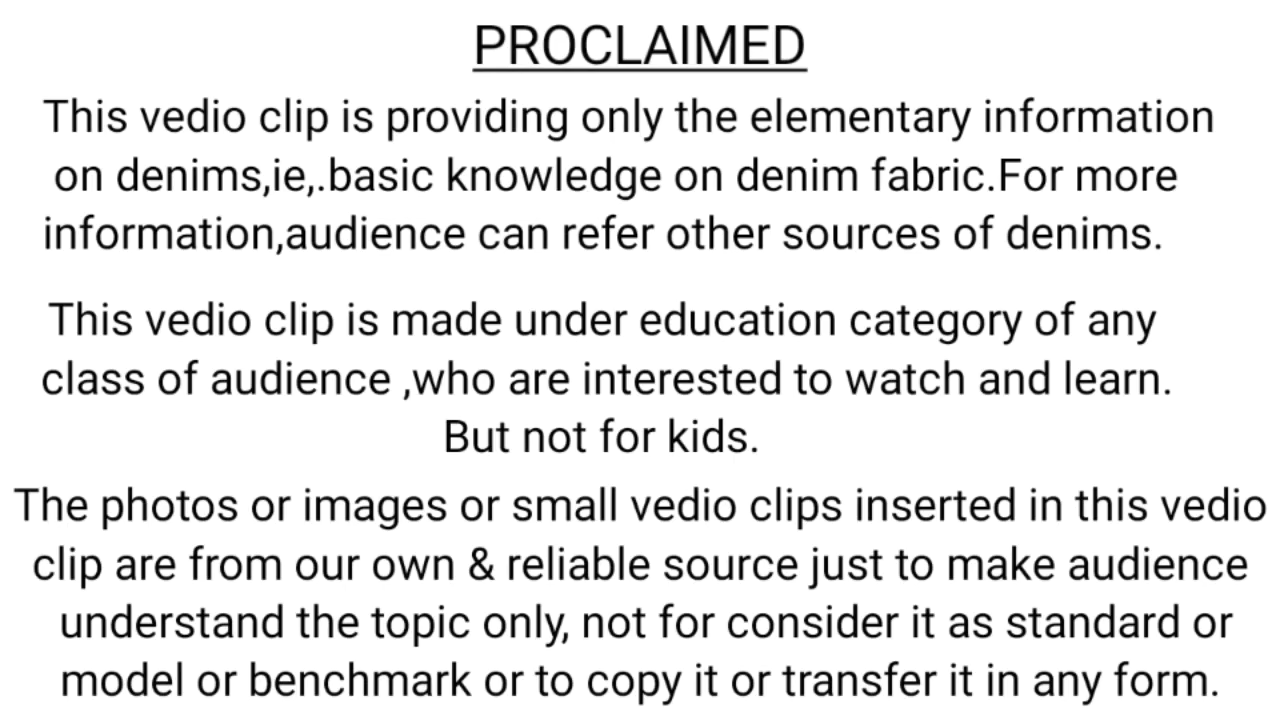 PROCLAIMED
This vedio clip is providing only the elementary information
on denims,ie,.basic knowledge on denim fabric.For more
information,audience can refer other sources of denims.
This vedio clip is made under education category of any
class of audience ,who are interested to watch and learn.
But not for kids.
The photos or images or small vedio clips inserted in this vedio
clip are from our own & reliable source just to make audience
understand the topic only, not for consider it as standard or
model or benchmark or to copy it or transfer it in any form.